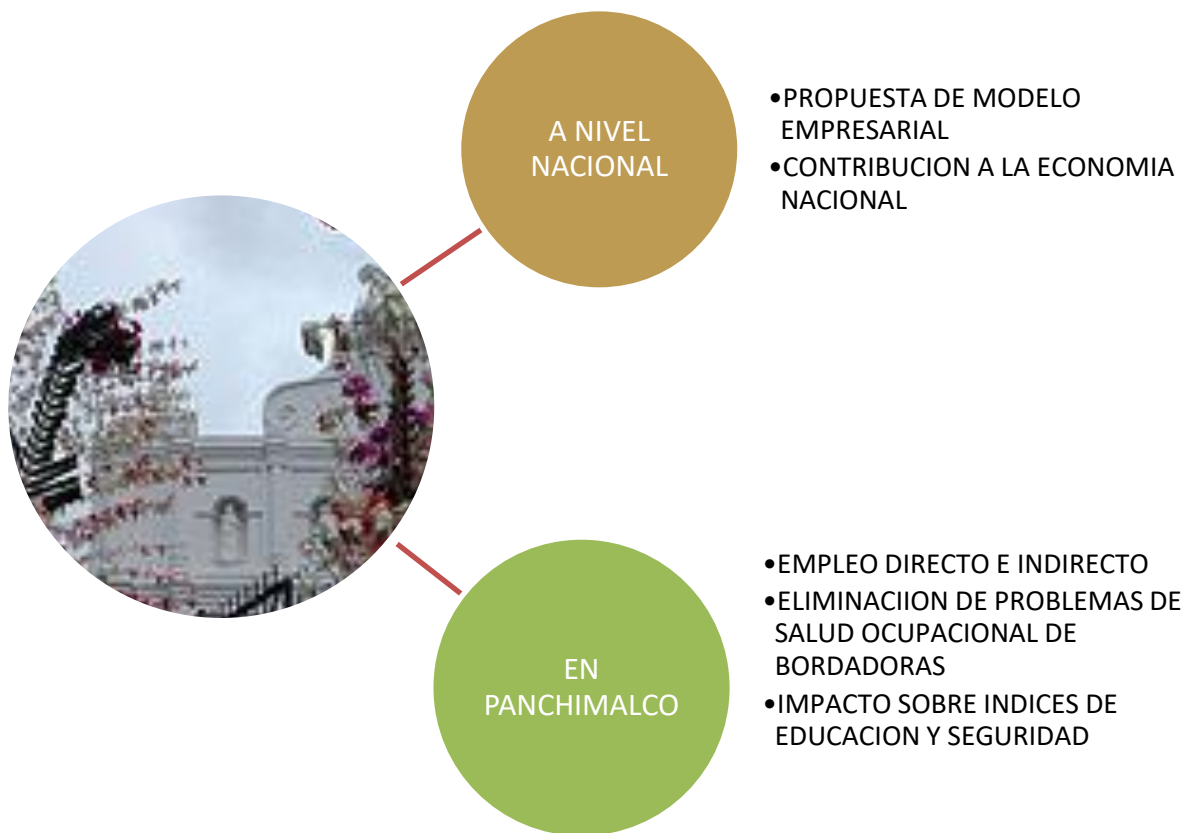 A NIVEL
NACIONAL
•PROPUESTA DE MODELO
EMPRESARIAL
•CONTRIBUCION A LA ECONOMIA
NACIONAL
EN
PANCHIMALCO
•EMPLEO DIRECTO E INDIRECTO
•ELIMINACIION DE PROBLEMAS DE
SALUD OCUPACIONAL DE
BORDADORAS
•IMPACTO SOBRE INDICES DE
EDUCACION Y SEGURIDAD